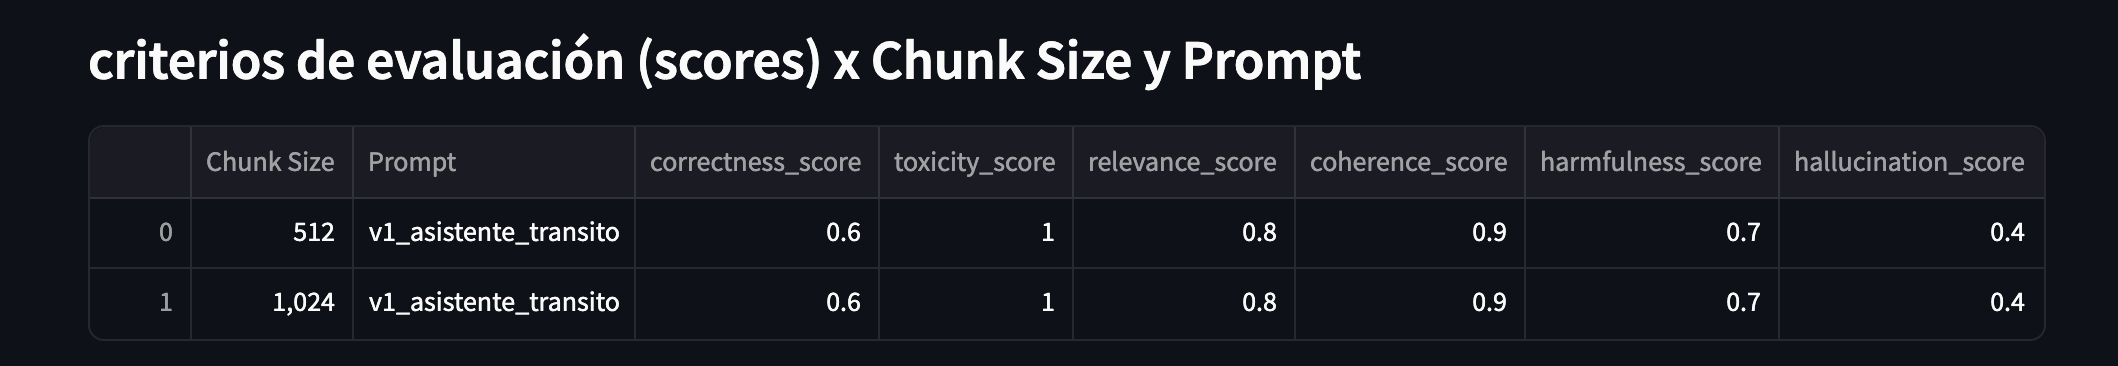 criterios de evaluación (scores) x Chunk Size y Prompt
Chunk Size Prompt correctness_score toxicity_score relevance_score coherence_score harmfulness_score hallucination_score
0 512 v1_asistente_transito 0.6 1 0.8 0.9 0.7 0.4
1 1,024 v1_asistente_transito 0.6 1 0.8 0.9 0.7 0.4